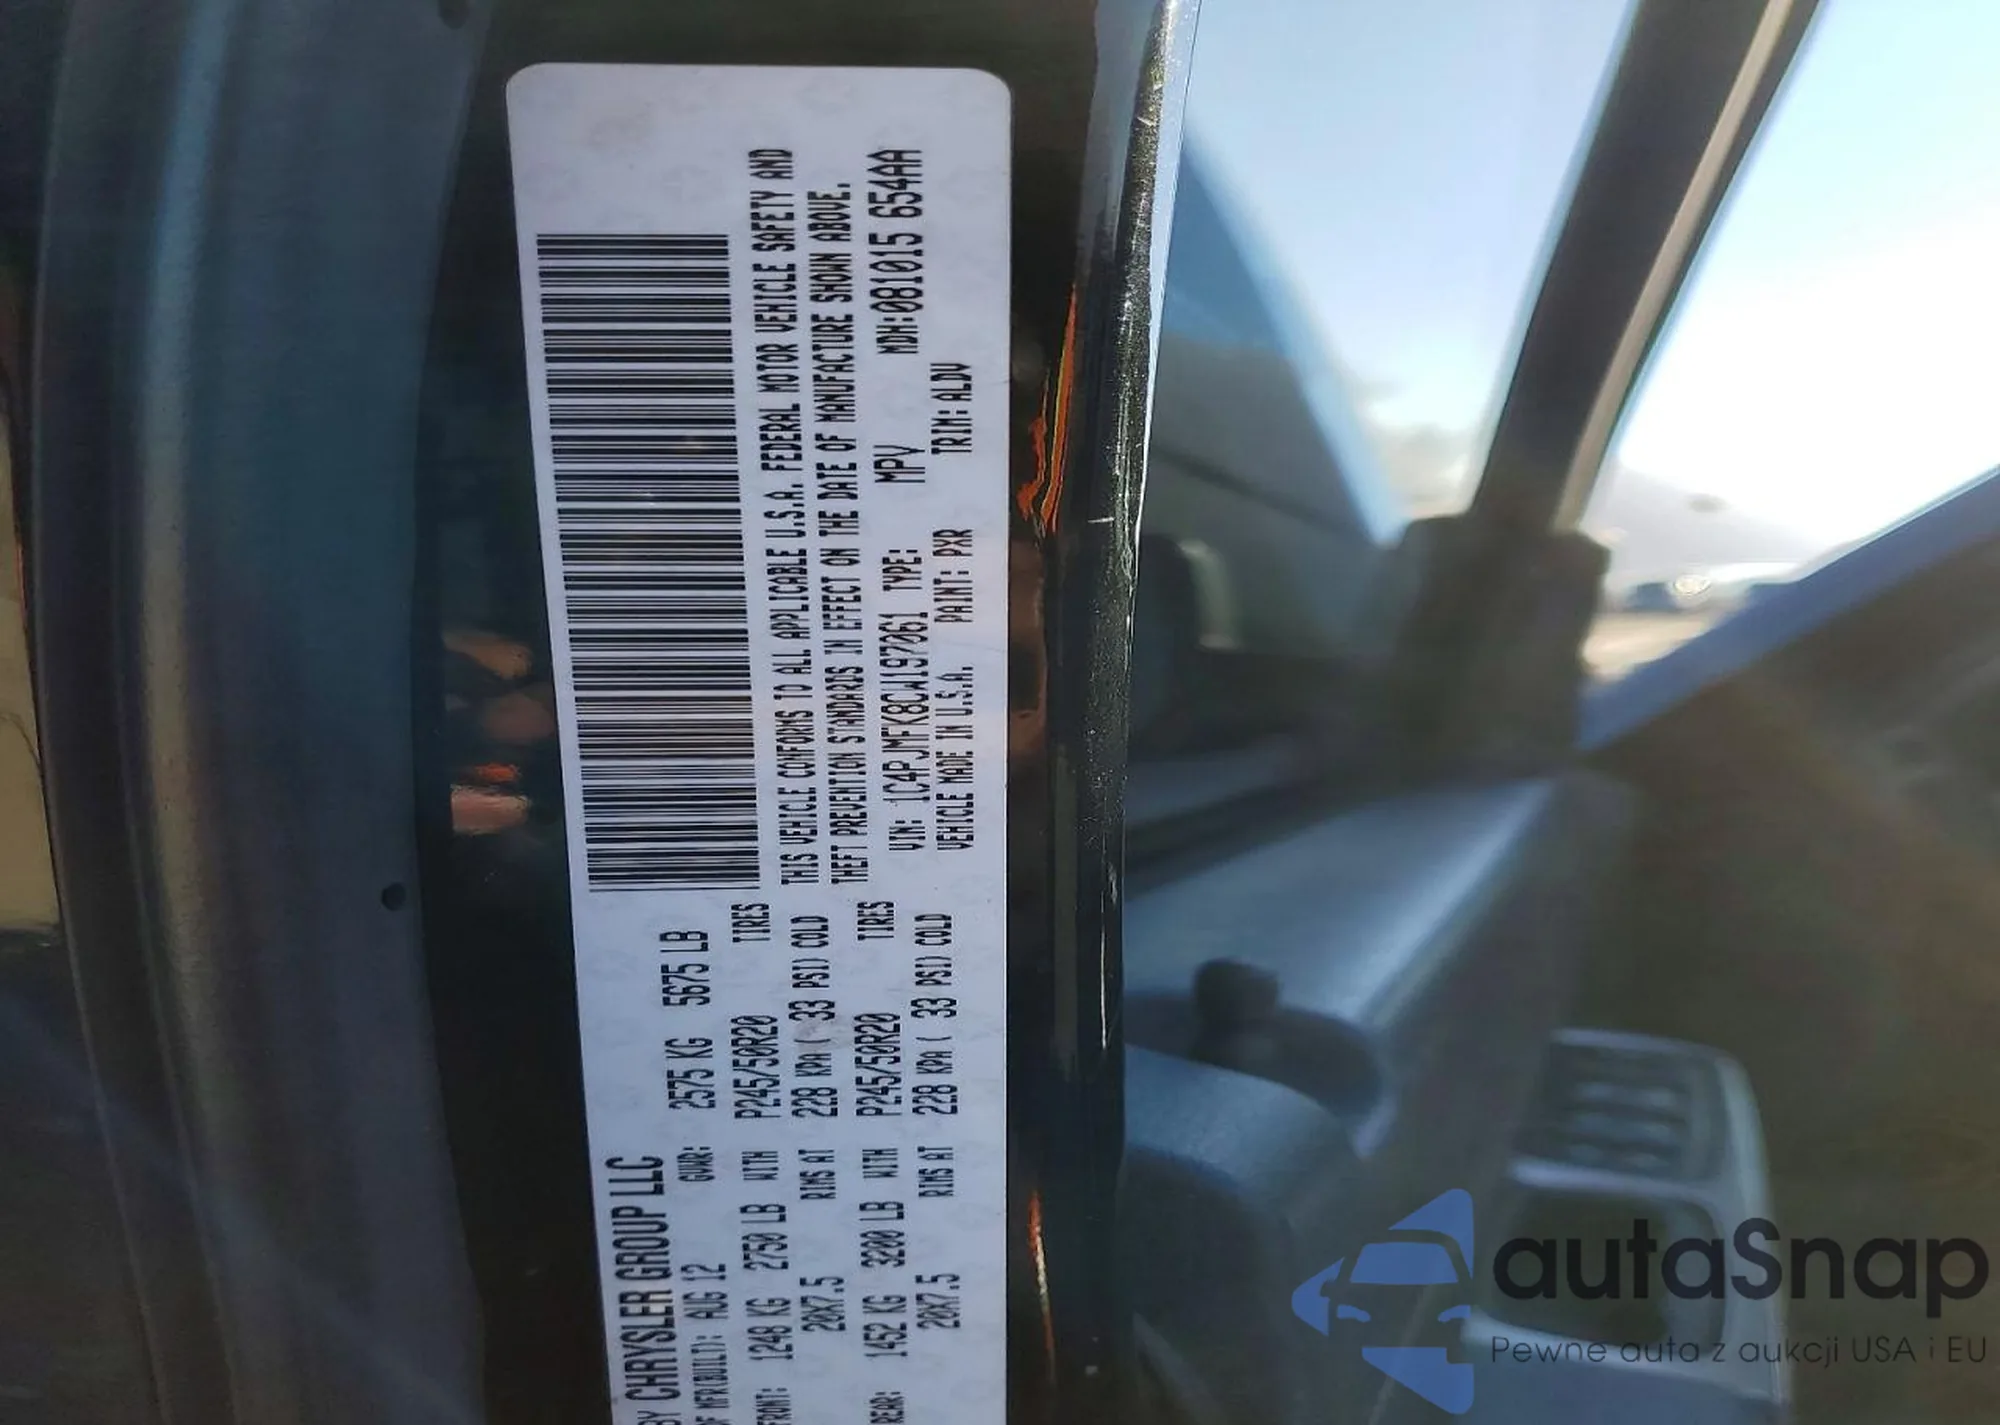 BY CHRYSLER GROUP LLC
OF MFR(BUILT): AUG 12 GVWR: 2575 KG 5675 LB
FRONT: 1248 KG 2750 LB WITH P245/50R20 TIRES
20X7.5 RIMS AT 228 KPA ( 33 PSI) COLD
REAR: 1452 KG 3200 LB WITH P245/50R20 TIRES
20X7.5 RIMS AT 228 KPA ( 33 PSI) COLD
THIS VEHICLE CONFORMS TO ALL APPLICABLE U.S.A. FEDERAL MOTOR VEHICLE SAFETY AND
THEFT PREVENTION STANDARDS IN EFFECT ON THE DATE OF MANUFACTURE SHOWN ABOVE.
VIN: 1C4PJMFK8CW197061 TYPE: MPV MDH:081015 654AA
VEHICLE MADE IN U.S.A. PAINT: PXR TRIM: ALDV
autaSnap
Pewne auta z aukcji USA i EU